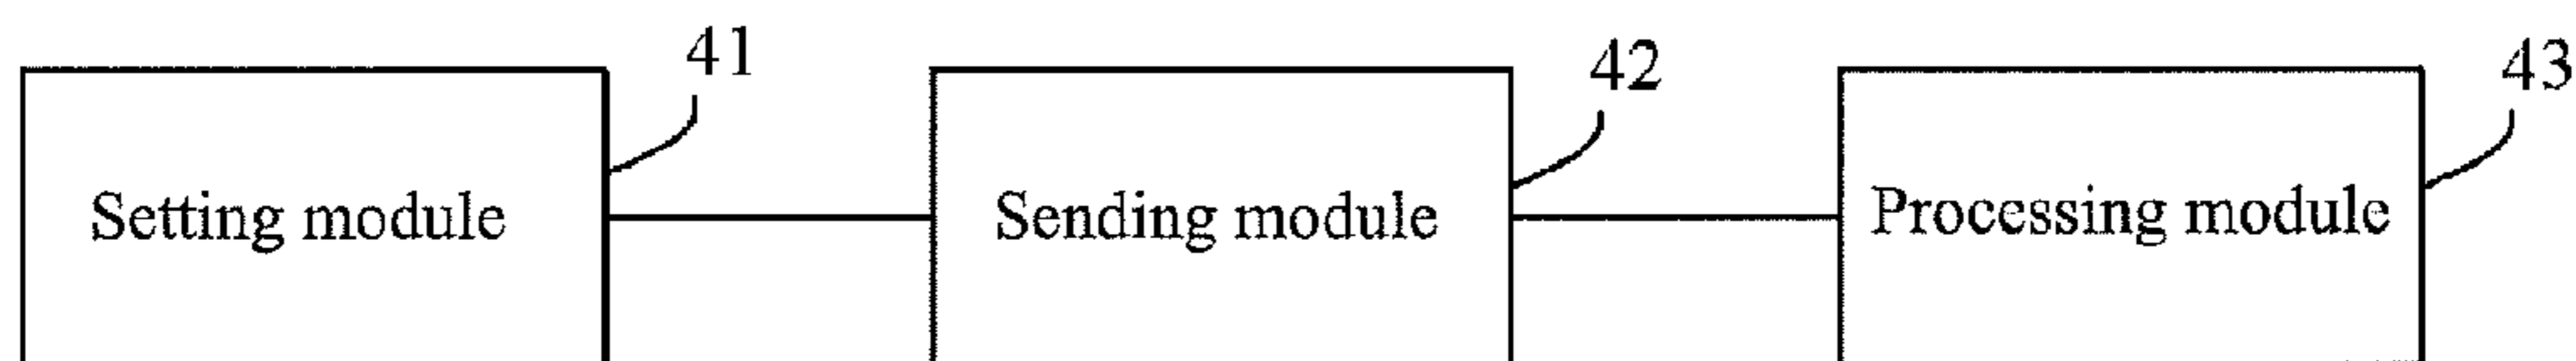 41
42
43
Setting module
Sending module
Processing module